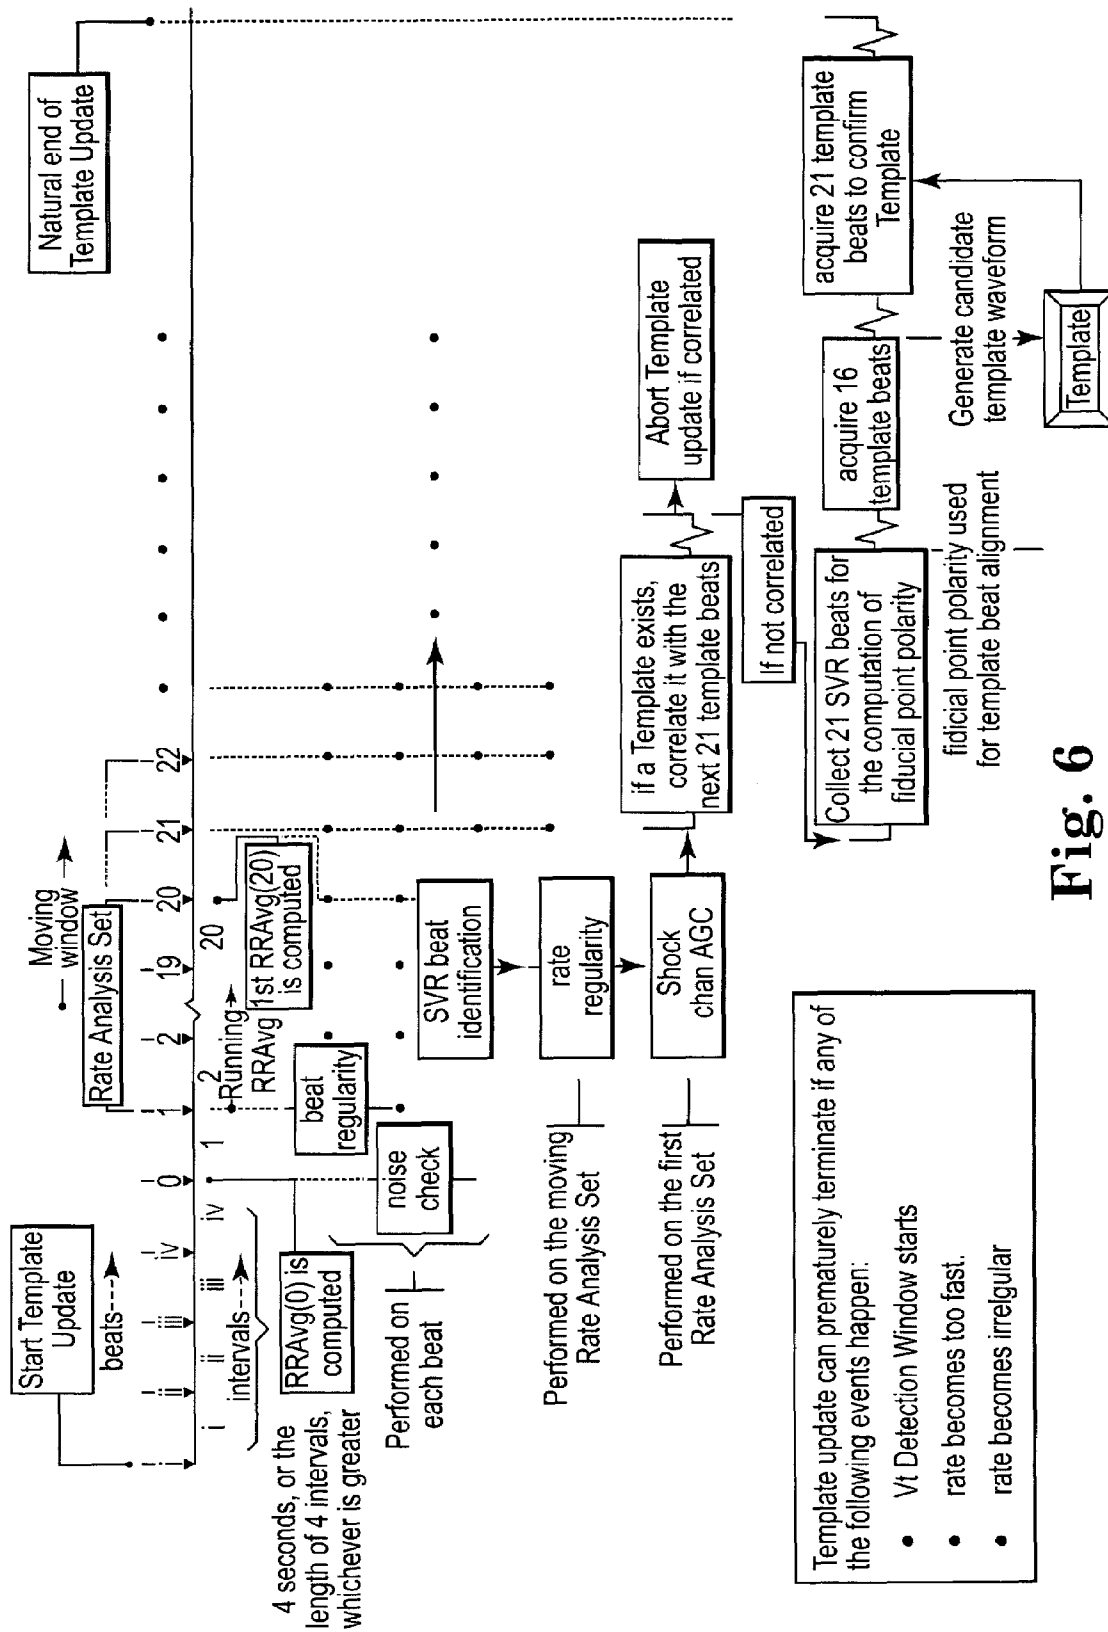 Start Template
Update
Natural end of
Template Update
Moving
window
Rate Analysis Set
beats
i
ii
iii
iv
0
1
2
19
20
21
22
i
ii
iii
iv
1
2
20
intervals
Running
RRAvg
1st RRAvg(20)
is computed
4 seconds, or the
length of 4 intervals,
whichever is greater
RRAvg(0) is
computed
beat
regularity
Performed on
each beat
noise
check
SVR beat
identification
Performed on the moving
Rate Analysis Set
rate
regularity
Performed on the first
Rate Analysis Set
Shock
chan AGC
if a Template exists,
correlate it with the
next 21 template beats
Abort Template
update if correlated
If not correlated
Collect 21 SVR beats for
the computation of
fiducial point polarity
acquire 16
template beats
acquire 21 template
beats to confirm
Template
fidicial point polarity used
for template beat alignment
Generate candidate
template waveform
Template
Template update can prematurely terminate if any of
the following events happen:
• Vt Detection Window starts
• rate becomes too fast.
• rate becomes irrelgular
Fig. 6